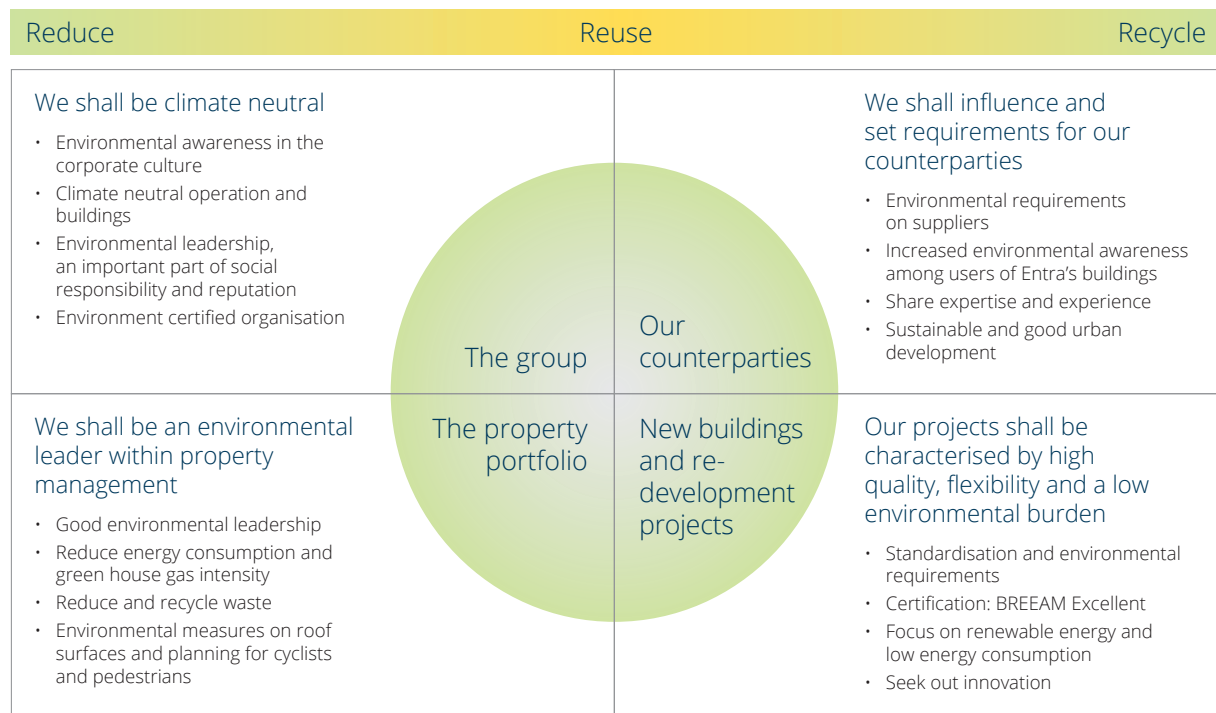 Reduce
Reuse
Recycle
We shall be climate neutral
• Environmental awareness in the
corporate culture
• Climate neutral operation and
buildings
• Environmental leadership,
an important part of social
responsibility and reputation
• Environment certified organisation
The group
We shall influence and
set requirements for our
counterparties
• Environmental requirements
on suppliers
• Increased environmental awareness
among users of Entra's buildings
• Share expertise and experience
• Sustainable and good urban
development
Our
counterparties
We shall be an environmental
leader within property
management
• Good environmental leadership
• Reduce energy consumption and
green house gas intensity
• Reduce and recycle waste
• Environmental measures on roof
surfaces and planning for cyclists
and pedestrians
The property
portfolio
New buildings
and re-
development
projects
Our projects shall be
characterised by high
quality, flexibility and a low
environmental burden
• Standardisation and environmental
requirements
• Certification: BREEAM Excellent
• Focus on renewable energy and
low energy consumption
• Seek out innovation